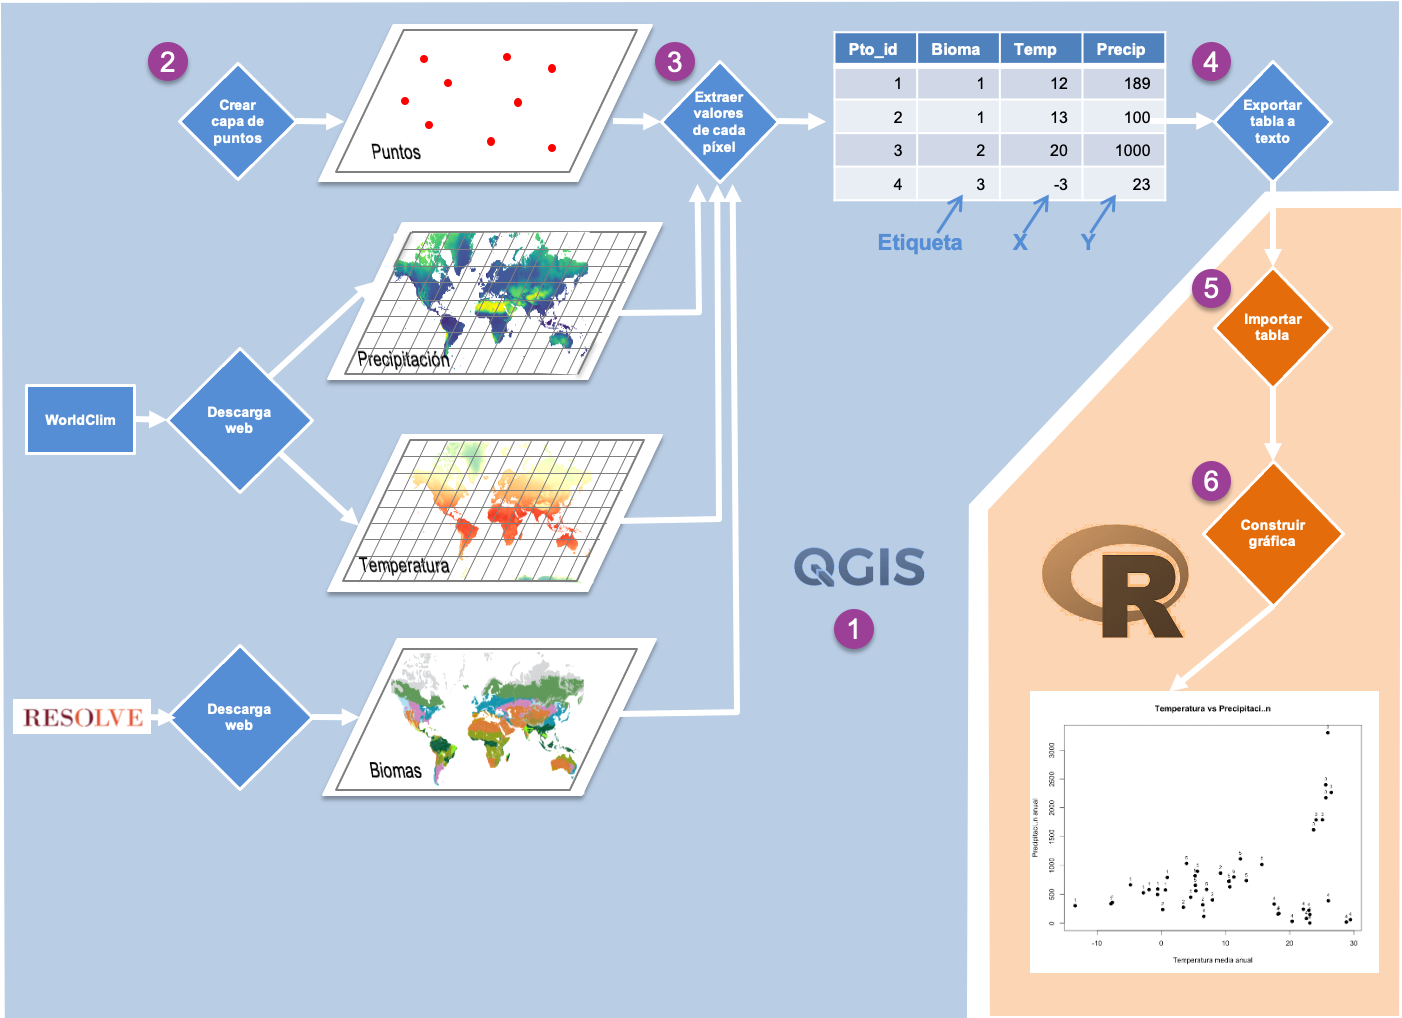 2
Crear
capa de
puntos
Puntos
3
Extraer
valores
de cada
píxel
Pto_id Bioma Temp Precip
1 1 12 189
2 1 13 100
3 2 20 1000
4 3 -3 23
Etiqueta X Y
4
Exportar
tabla a
texto
Precipitación
WorldClim
Descarga
web
Temperatura
RESOLVE
Descarga
web
Biomas
QGIS
1
5
Importar
tabla
6
Construir
gráfica
R
Temperatura vs Precipitaci..n
Precipitaci..n anual
3000
2500
2000
1500
1000
500
0
-10 0 10 20 30
Temperatura media anual